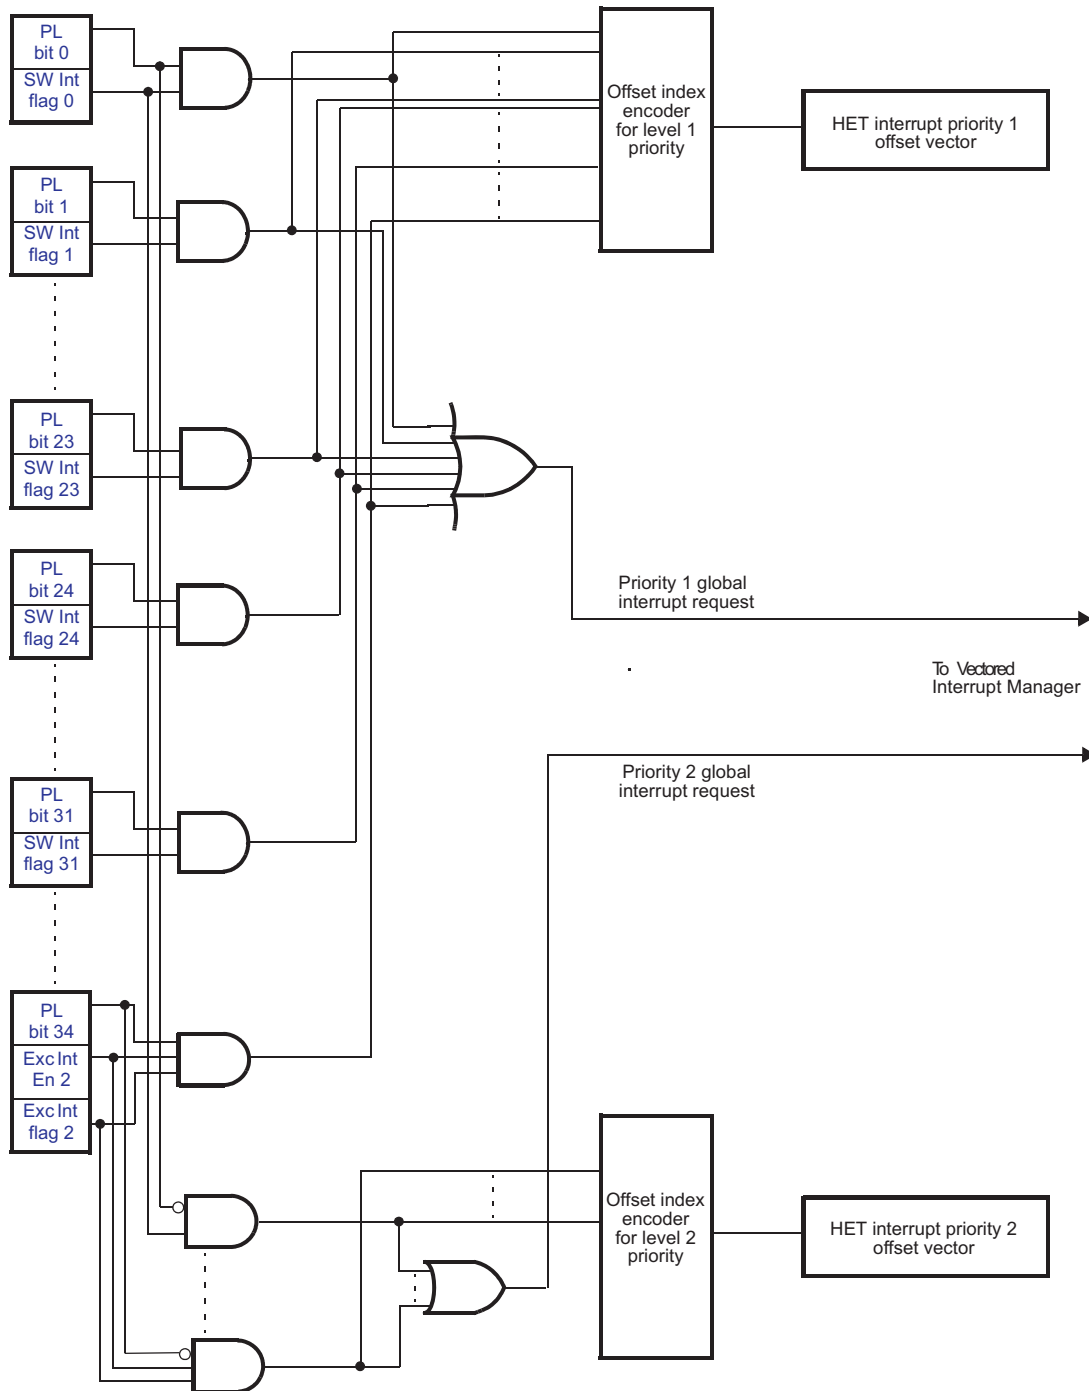 PL
bit 0
SW Int
flag 0
Offset index
encoder
for level 1
priority
HET interrupt priority 1
offset vector
PL
bit 1
SW Int
flag 1
PL
bit 23
SW Int
flag 23
PL
bit 24
SW Int
flag 24
Priority 1 global
interrupt request
To Vectored
Interrupt Manager
Priority 2 global
interrupt request
PL
bit 31
SW Int
flag 31
PL
bit 34
Exc Int
En 2
Exc Int
flag 2
Offset index
encoder
for level 2
priority
HET interrupt priority 2
offset vector